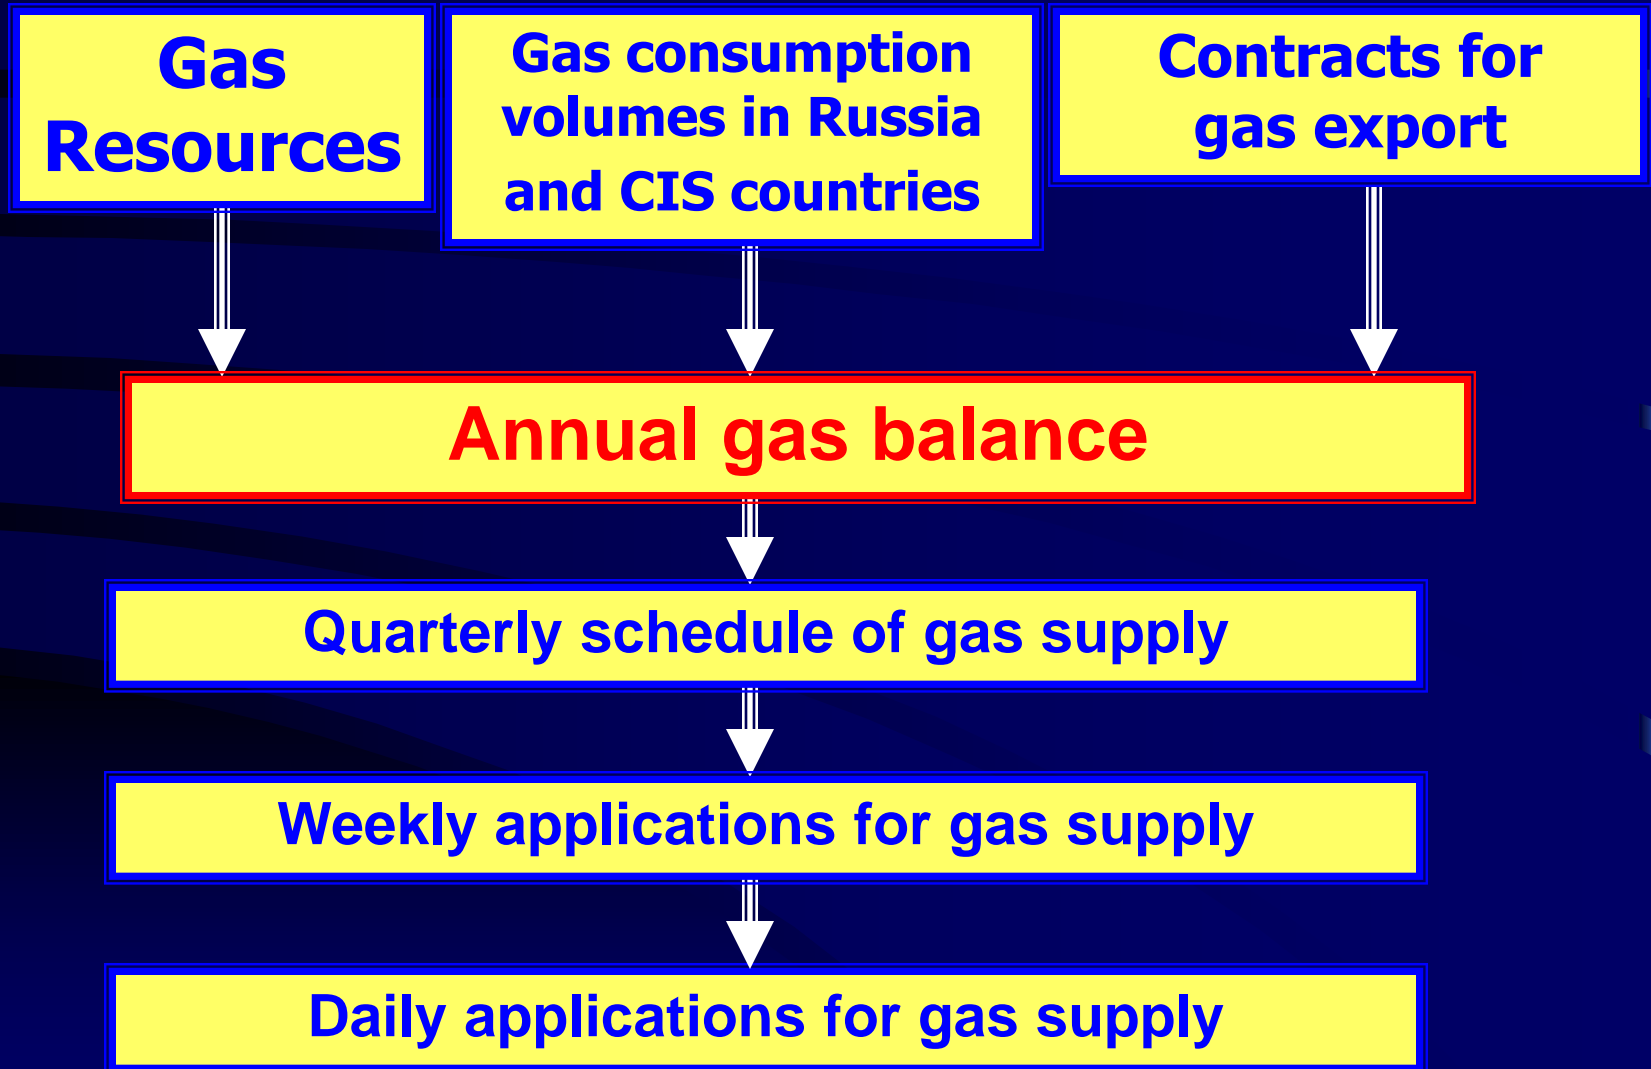 Gas
Resources
Gas consumption
volumes in Russia
and CIS countries
Contracts for
gas export
Annual gas balance
Quarterly schedule of gas supply
Weekly applications for gas supply
Daily applications for gas supply